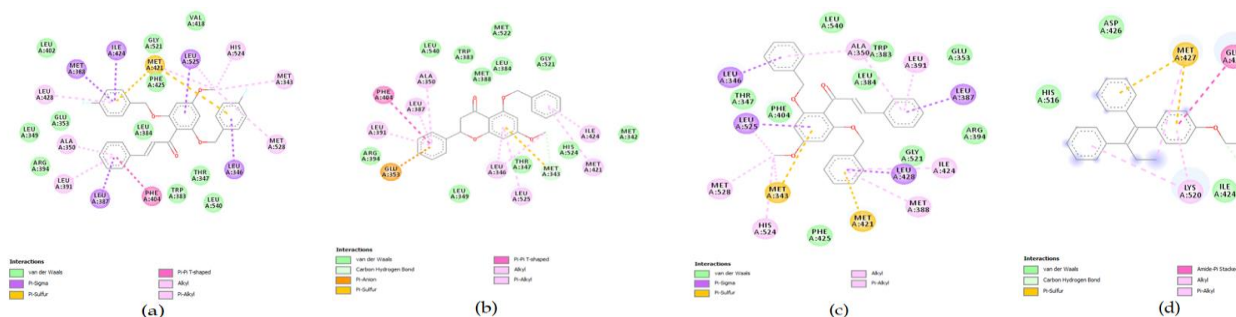 VAL
A:418
LEU
A:402
ILE
A:424
GLY
A:521
LEU
A:525
HIS
A:524
MET
A:388
MET
A:421
PHE
A:425
MET
A:343
LEU
A:428
LEU
A:349
GLU
A:353
LEU
A:384
MET
A:528
ALA
A:350
ARG
A:394
LEU
A:391
THR
A:347
LEU
A:346
LEU
A:387
PHE
A:404
TRP
A:383
LEU
A:540
Interactions
van der Waals
Pi-Sigma
Pi-Sulfur
Pi-Pi T-shaped
Alkyl
Pi-Alkyl
(a)
MET
A:522
LEU
A:540
TRP
A:383
LEU
A:384
GLY
A:521
ALA
A:350
MET
A:388
PHE
A:404
LEU
A:387
LEU
A:391
ILE
A:424
MET
A:342
ARG
A:394
HIS
A:524
GLU
A:353
LEU
A:346
THR
A:347
MET
A:343
MET
A:421
LEU
A:349
LEU
A:525
Interactions
van der Waals
Carbon Hydrogen Bond
Pi-Anion
Pi-Sulfur
Pi-Pi T-shaped
Alkyl
Pi-Alkyl
(b)
LEU
A:540
ALA
A:350
TRP
A:383
LEU
A:391
GLU
A:353
LEU
A:346
LEU
A:384
LEU
A:387
THR
A:347
PHE
A:404
LEU
A:525
ARG
A:394
GLY
A:521
ILE
A:424
LEU
A:428
MET
A:528
MET
A:343
MET
A:388
HIS
A:524
PHE
A:425
MET
A:421
Interactions
van der Waals
Pi-Sigma
Pi-Sulfur
Alkyl
Pi-Alkyl
(c)
ASP
A:426
MET
A:427
HIS
A:516
LYS
A:520
ILE
A:424
Interactions
van der Waals
Carbon Hydrogen Bond
Pi-Sulfur
Amide-Pi Stacke
Alkyl
Pi-Alkyl
(d)